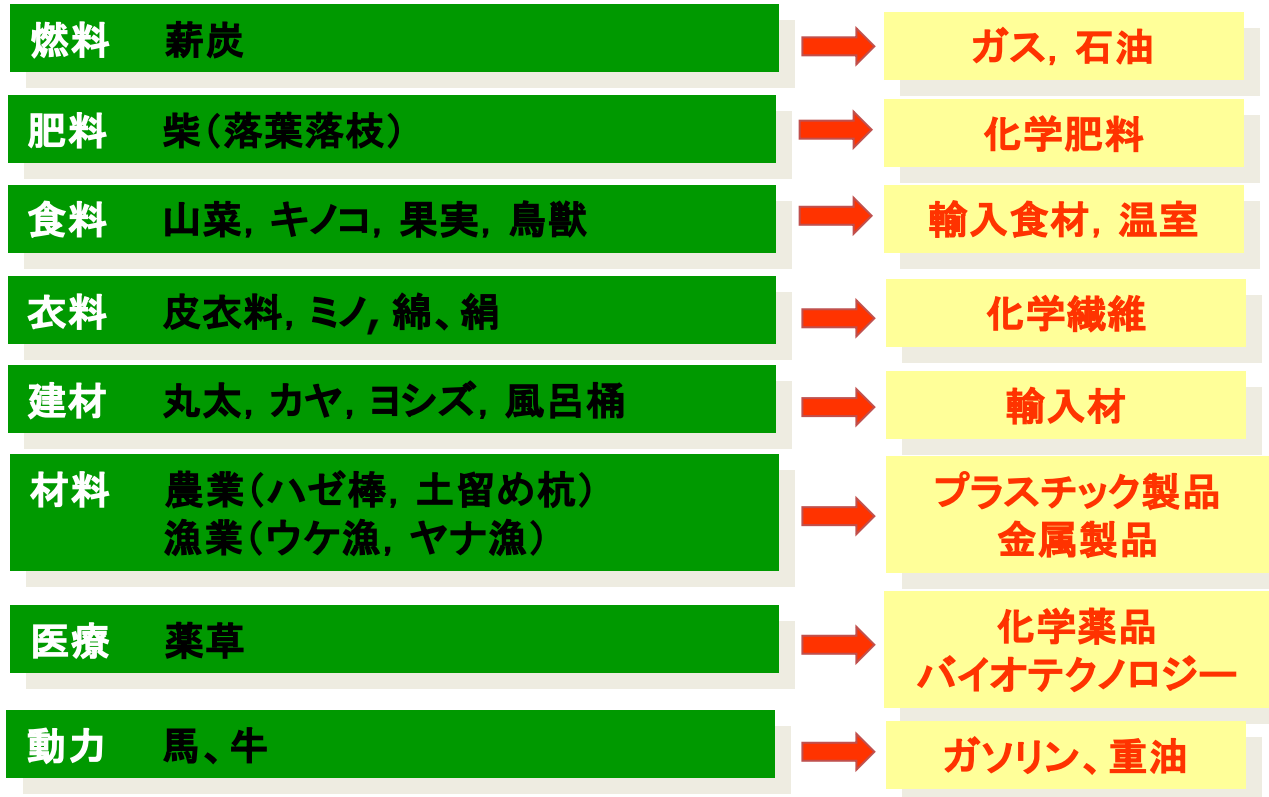 燃料 薪炭 ガス, 石油
肥料 柴(落葉落枝) 化学肥料
食料 山菜, キノコ, 果実, 鳥獣 輸入食材, 温室
衣料 皮衣料, ミノ, 綿、絹 化学繊維
建材 丸太, カヤ, ヨシズ, 風呂桶 輸入材
材料 農業(ハゼ棒, 土留め杭)
漁業(ウケ漁, ヤナ漁)
プラスチック製品
金属製品
医療 薬草
化学薬品
バイオテクノロジー
動力 馬、牛 ガソリン、重油